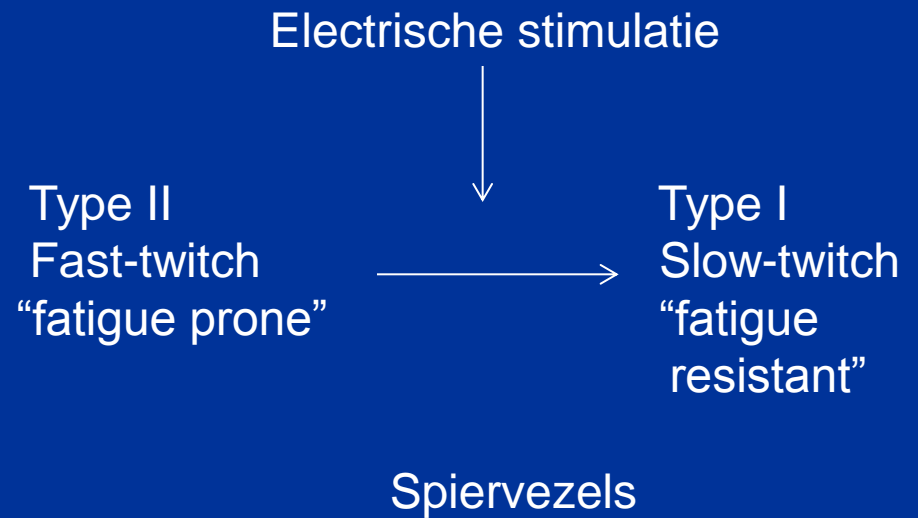 Electrische stimulatie
Type II
Fast-twitch
“fatigue prone”
Type I
Slow-twitch
“fatigue
resistant”
Spiervezels